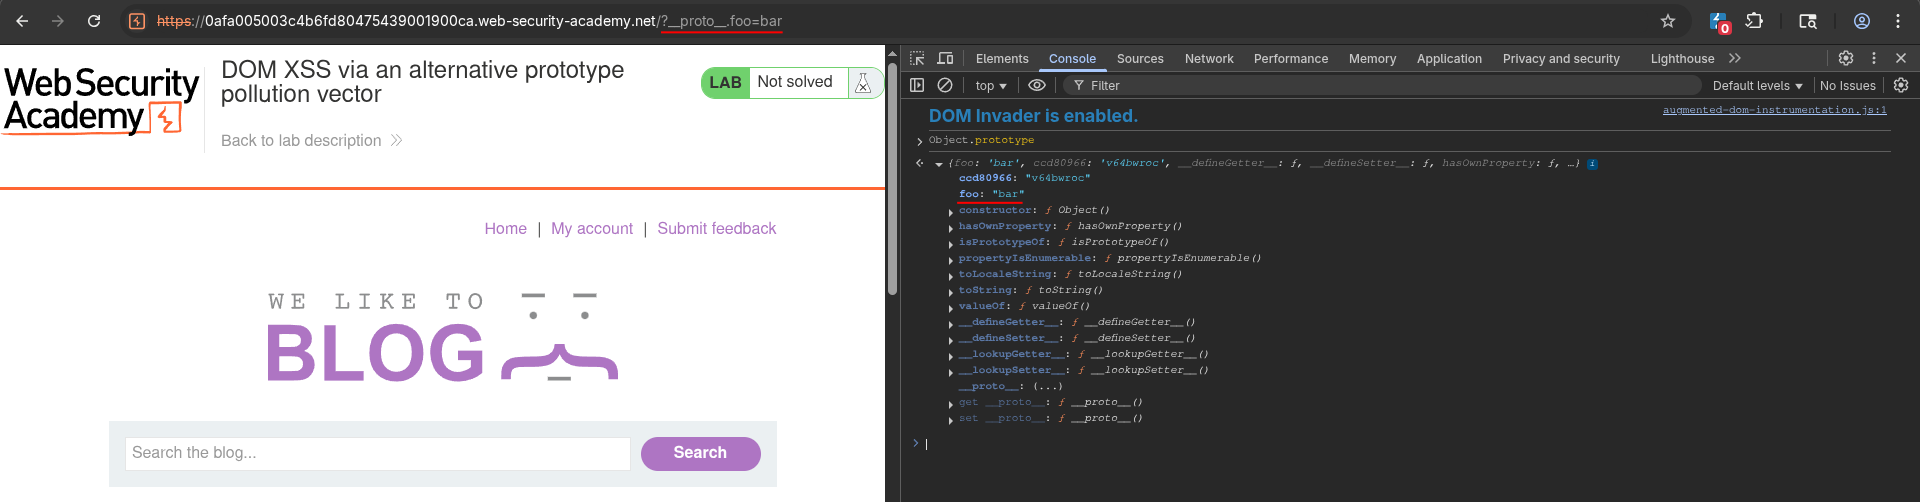 https://0afa005003c4b6fd80475439001900ca.web-security-academy.net/?__proto__.foo=bar
0
Web Security
Academy
DOM XSS via an alternative prototype
pollution vector
Back to lab description
LAB Not solved
Home | My account | Submit feedback
WE LIKE TO
BLOG
Search the blog...
Search
Elements Console Sources Network Performance Memory Application Privacy and security Lighthouse
top Filter Default levels No Issues
DOM Invader is enabled. augmented-dom-instrumentation.js:1
Object.prototype
{foo: 'bar', ccd80966: 'v64bwroc', __defineGetter__: ƒ, __defineSetter__: ƒ, hasOwnProperty: ƒ, …} i
ccd80966: "v64bwroc"
foo: "bar"
constructor: ƒ Object()
hasOwnProperty: ƒ hasOwnProperty()
isPrototypeOf: ƒ isPrototypeOf()
propertyIsEnumerable: ƒ propertyIsEnumerable()
toLocaleString: ƒ toLocaleString()
toString: ƒ toString()
valueOf: ƒ valueOf()
__defineGetter__: ƒ __defineGetter__()
__defineSetter__: ƒ __defineSetter__()
__lookupGetter__: ƒ __lookupGetter__()
__lookupSetter__: ƒ __lookupSetter__()
__proto__: (...)
get __proto__: ƒ __proto__()
set __proto__: ƒ __proto__()